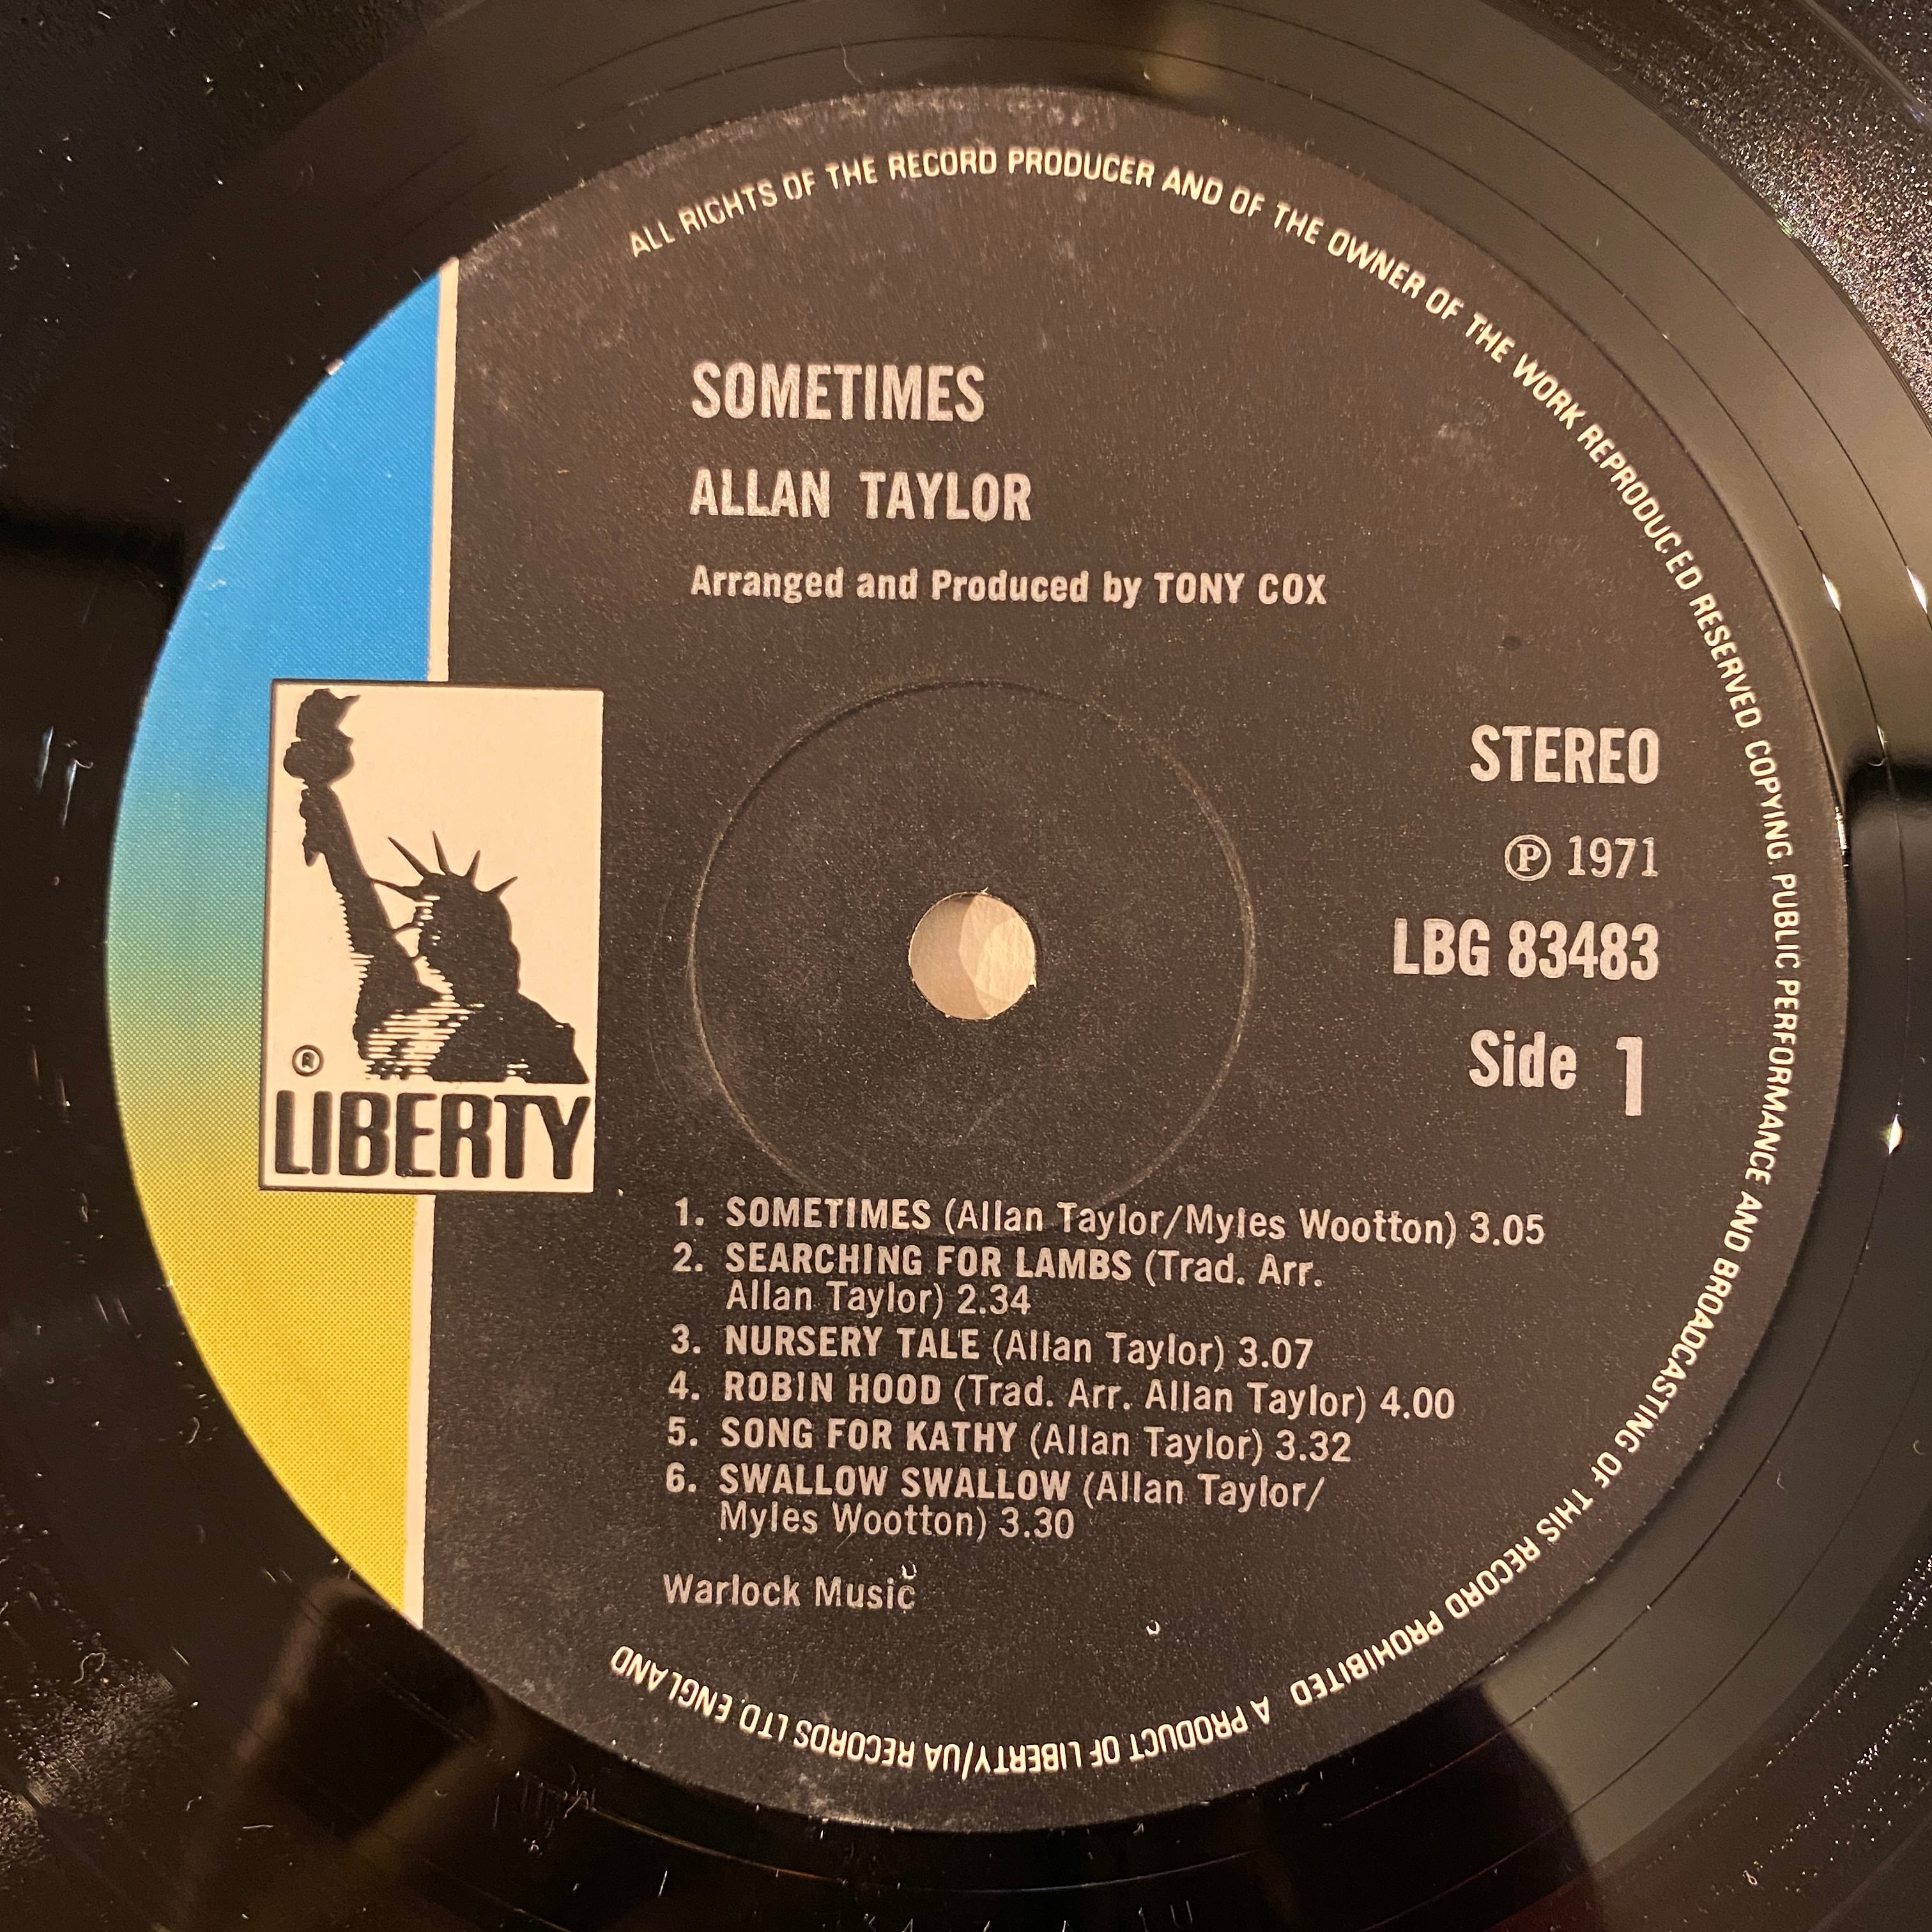 ALL RIGHTS OF THE RECORD PRODUCER AND OF THE OWNER OF THE WORK REPRODUCED RESERVED. COPYING. PUBLIC PERFORMANCE AND BROADCASTING OF THIS RECORD PROHIBITED A PRODUCT OF LIBERTY/UA RECORDS LTD. ENGLAND
SOMETIMES
ALLAN TAYLOR
Arranged and Produced by TONY COX
STEREO
℗ 1971
LBG 83483
Side 1
®
LIBERTY
1. SOMETIMES (Allan Taylor/Myles Wootton) 3.05
2. SEARCHING FOR LAMBS (Trad. Arr.
Allan Taylor) 2.34
3. NURSERY TALE (Allan Taylor) 3.07
4. ROBIN HOOD (Trad. Arr. Allan Taylor) 4.00
5. SONG FOR KATHY (Allan Taylor) 3.32
6. SWALLOW SWALLOW (Allan Taylor/
Myles Wootton) 3.30
Warlock Music